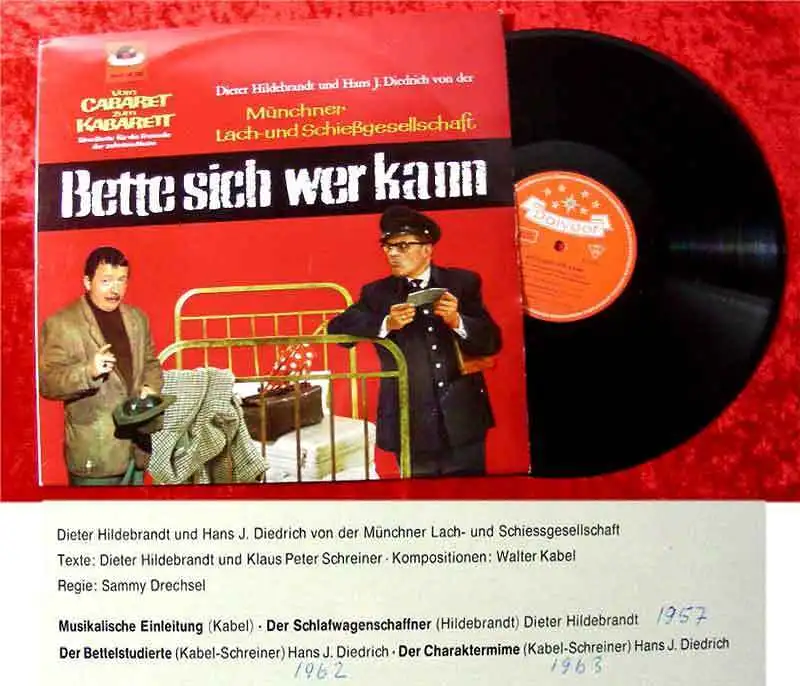 Vom
CABARET
zum
KABARETT
Dieter Hildebrandt und Hans J. Diedrich von der
Münchner
Lach-und Schießgesellschaft
Bette sich wer kann
Polydor
Dieter Hildebrandt und Hans J. Diedrich von der Münchner Lach- und Schiessgesellschaft
Texte: Dieter Hildebrandt und Klaus Peter Schreiner · Kompositionen: Walter Kabel
Regie: Sammy Drechsel
Musikalische Einleitung (Kabel) · Der Schlafwagenschaffner (Hildebrandt) Dieter Hildebrandt 1957
Der Bettelstudierte (Kabel-Schreiner) Hans J. Diedrich · Der Charaktermime (Kabel-Schreiner) Hans J. Diedrich
1962 1963